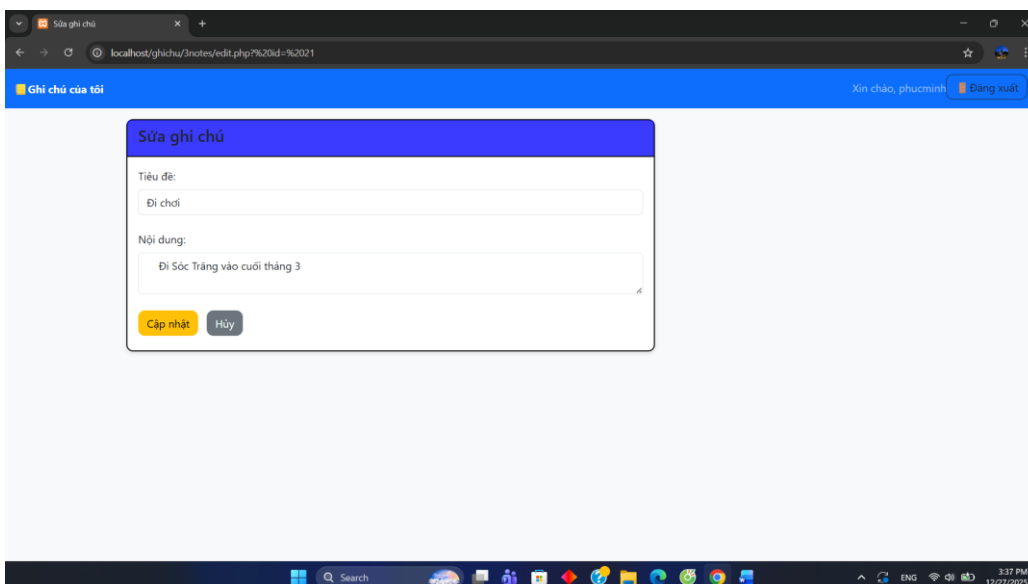 Sửa ghi chú
localhost/ghichu/3notes/edit.php?%20id=%2021
Ghi chú của tôi
Xin chào, phucminh
Đăng xuất
Sửa ghi chú
Tiêu đề:
Đi chơi
Nội dung:
Đi Sóc Trăng vào cuối tháng 3
Cập nhật
Hủy
Search
ENG
3:37 PM